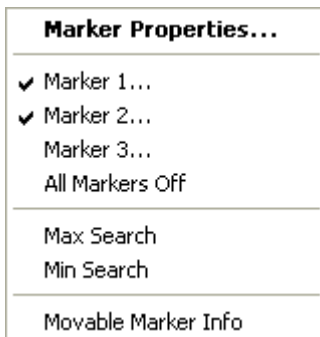 Marker Properties...
Marker 1...
Marker 2...
Marker 3...
All Markers Off
Max Search
Min Search
Movable Marker Info